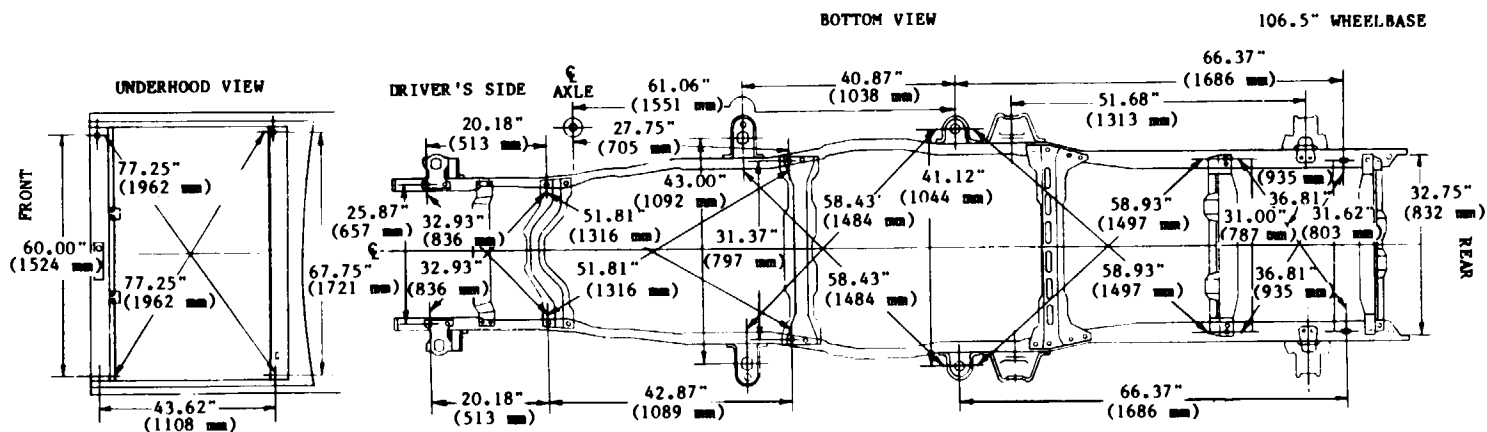 BOTTOM VIEW
106.5" WHEELBASE
UNDERHOOD VIEW
DRIVER'S SIDE
℄
AXLE
61.06"
(1551 mm)
40.87"
(1038 mm)
66.37"
(1686 mm)
51.68"
(1313 mm)
20.18"
(513 mm)
27.75"
(705 mm)
77.25"
(1962 mm)
FRONT
60.00"
(1524 mm)
77.25"
(1962 mm)
67.75"
(1721 mm)
43.62"
(1108 mm)
25.87"
(657 mm)
℄
32.93"
(836 mm)
32.93"
(836 mm)
51.81"
(1316 mm)
51.81"
(1316 mm)
43.00"
(1092 mm)
31.37"
(797 mm)
58.43"
(1484 mm)
58.43"
(1484 mm)
41.12"
(1044 mm)
58.93"
(1497 mm)
58.93"
(1497 mm)
(935 mm)
36.81"
31.00"
(787 mm)
31.62"
(803 mm)
36.81"
(935 mm)
32.75"
(832 mm)
REAR
20.18"
(513 mm)
42.87"
(1089 mm)
66.37"
(1686 mm)